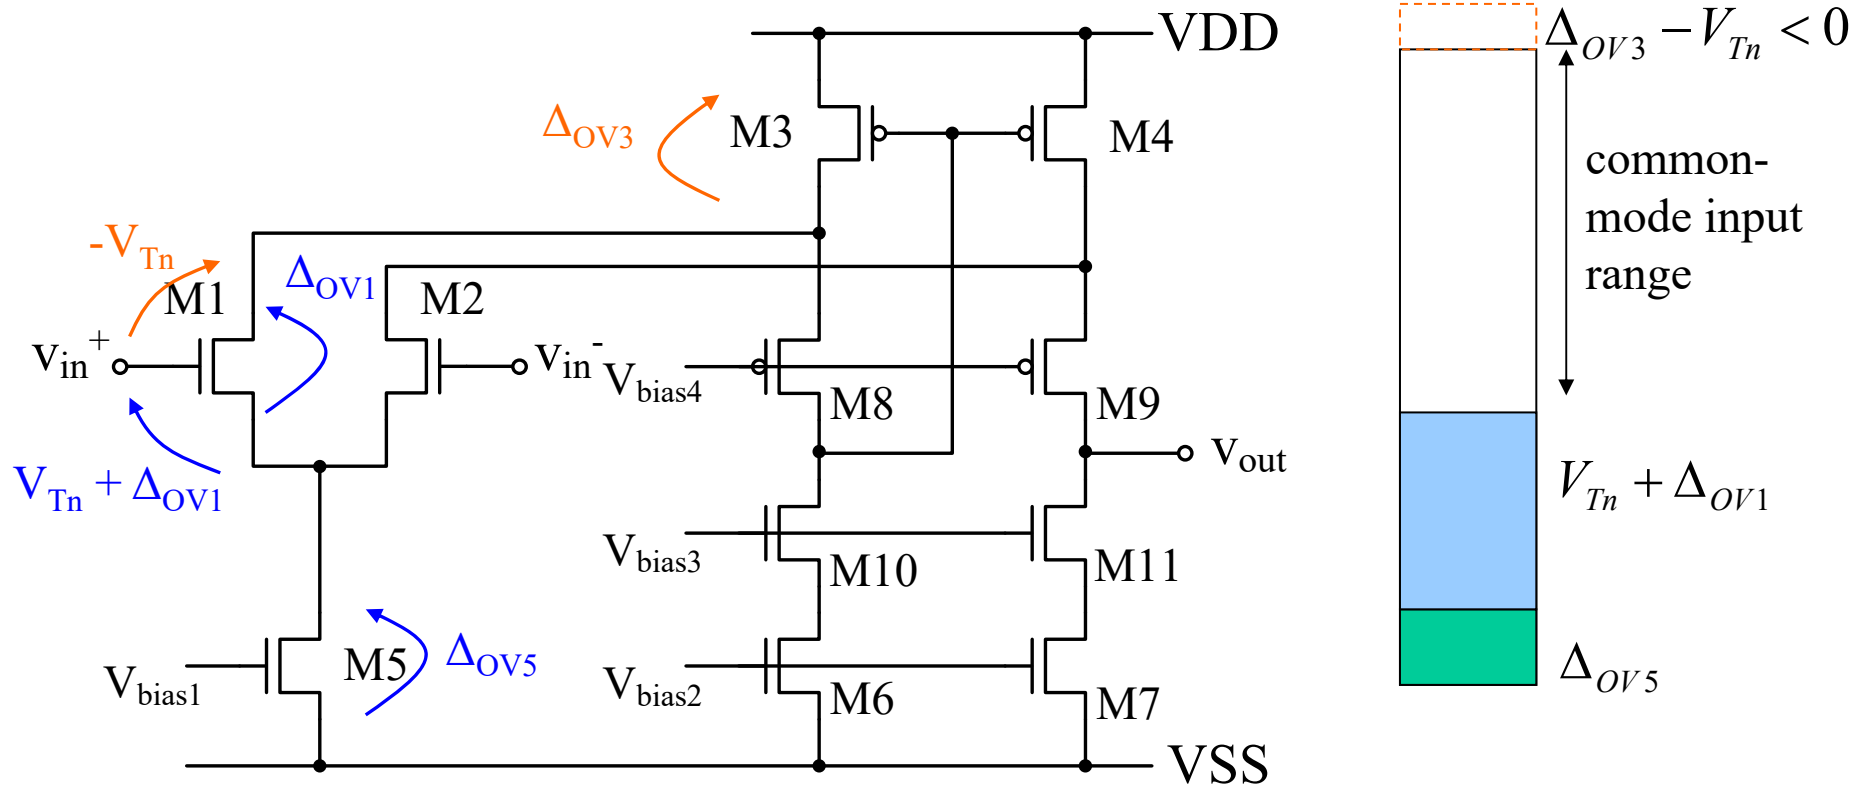 VDD
Δ_OV3 − V_Tn < 0
Δ_OV3
M3
M4
common-
mode input
range
-V_Tn
Δ_OV1
M1
M2
v_in^+
v_in^-
V_bias4
M8
M9
V_Tn + Δ_OV1
v_out
V_Tn + Δ_OV1
V_bias3
M10
M11
M5
Δ_OV5
Δ_OV5
V_bias1
V_bias2
M6
M7
VSS